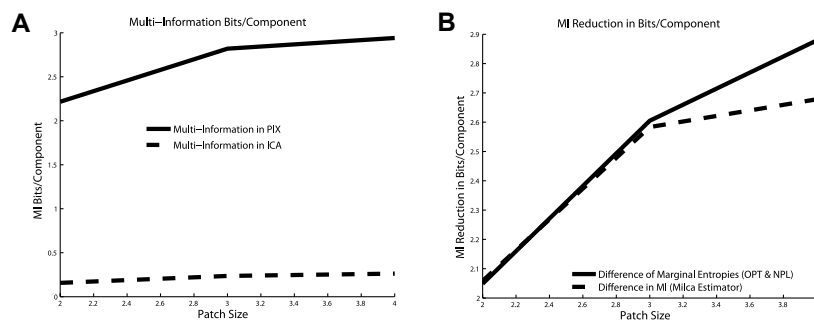 A
Multi−Information Bits/Component
MI Bits/Component
3
2.5
2
1.5
1
0.5
0
Multi−Information in PIX
Multi−Information in ICA
2 2.2 2.4 2.6 2.8 3 3.2 3.4 3.6 3.8 4
Patch Size
B
MI Reduction in Bits/Component
MI Reduction in Bits/Component
2.9
2.8
2.7
2.6
2.5
2.4
2.3
2.2
2.1
2
Difference of Marginal Entropies (OPT & NPL)
Difference in MI (Milca Estimator)
2 2.2 2.4 2.6 2.8 3 3.2 3.4 3.6 3.8
Patch Size